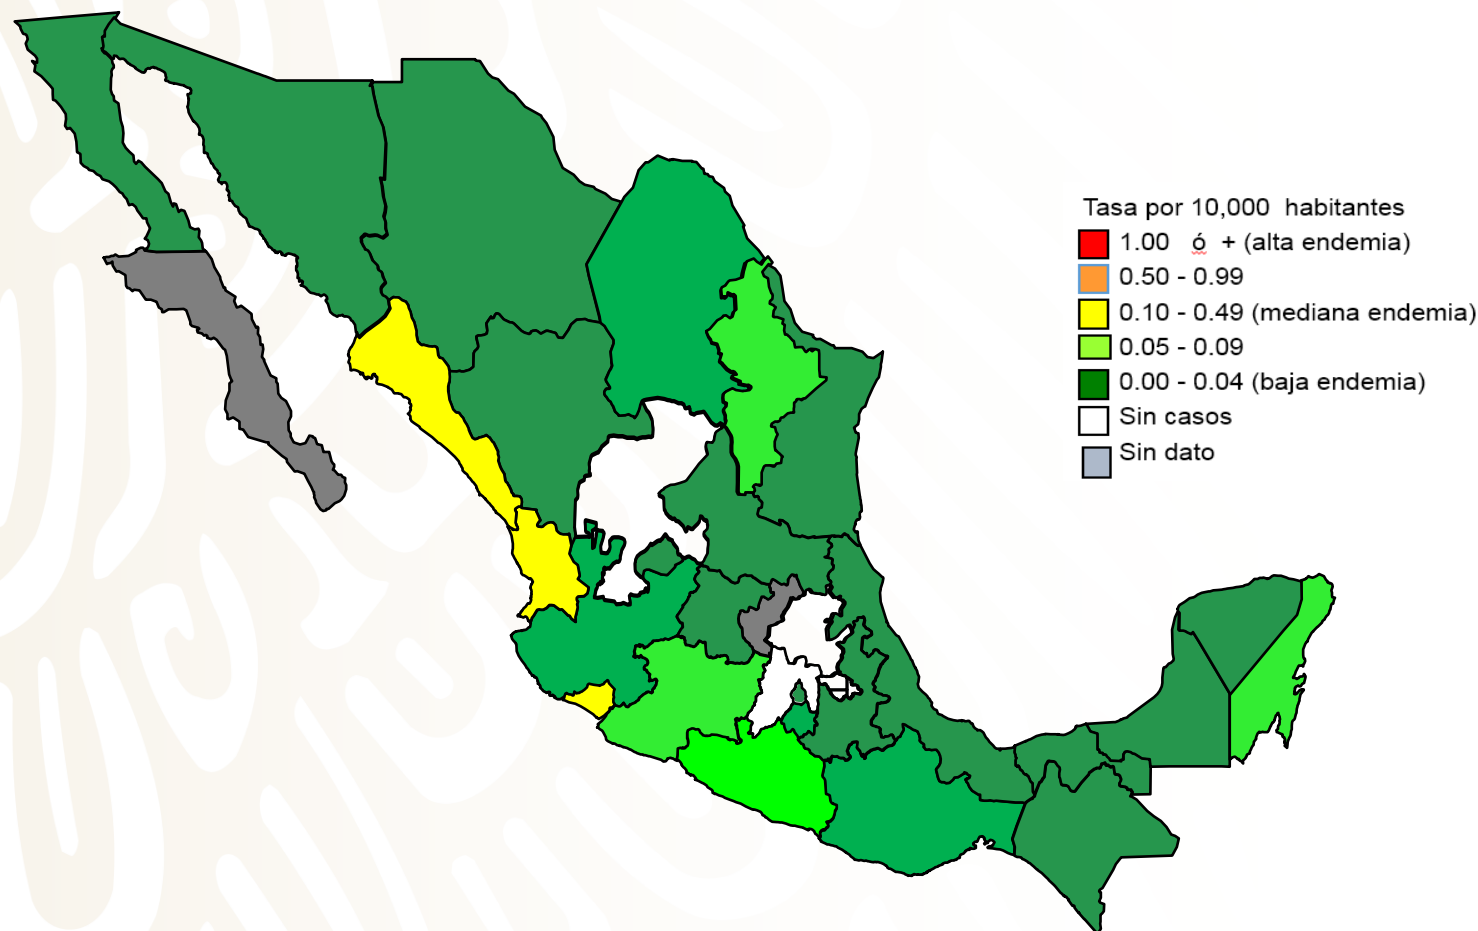 Tasa por 10,000 habitantes
1.00 ó + (alta endemia)
0.50 - 0.99
0.10 - 0.49 (mediana endemia)
0.05 - 0.09
0.00 - 0.04 (baja endemia)
Sin casos
Sin dato